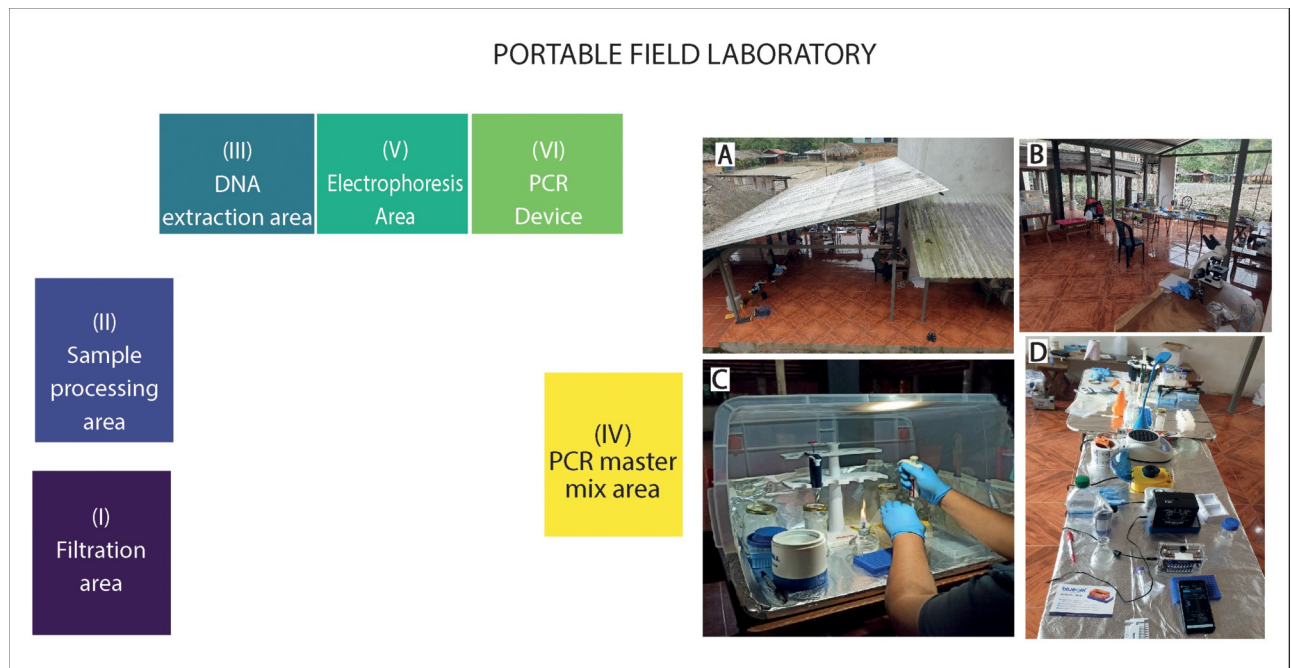 PORTABLE FIELD LABORATORY
(III)
DNA
extraction area
(V)
Electrophoresis
Area
(VI)
PCR
Device
(II)
Sample
processing
area
(I)
Filtration
area
(IV)
PCR master
mix area
A
B
C
D
bluegel